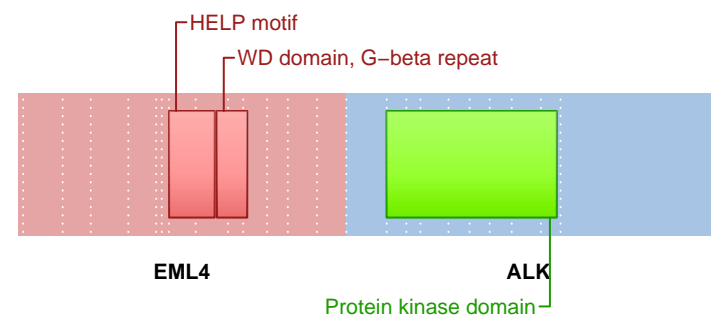 HELP motif
WD domain, G−beta repeat
EML4
ALK
Protein kinase domain